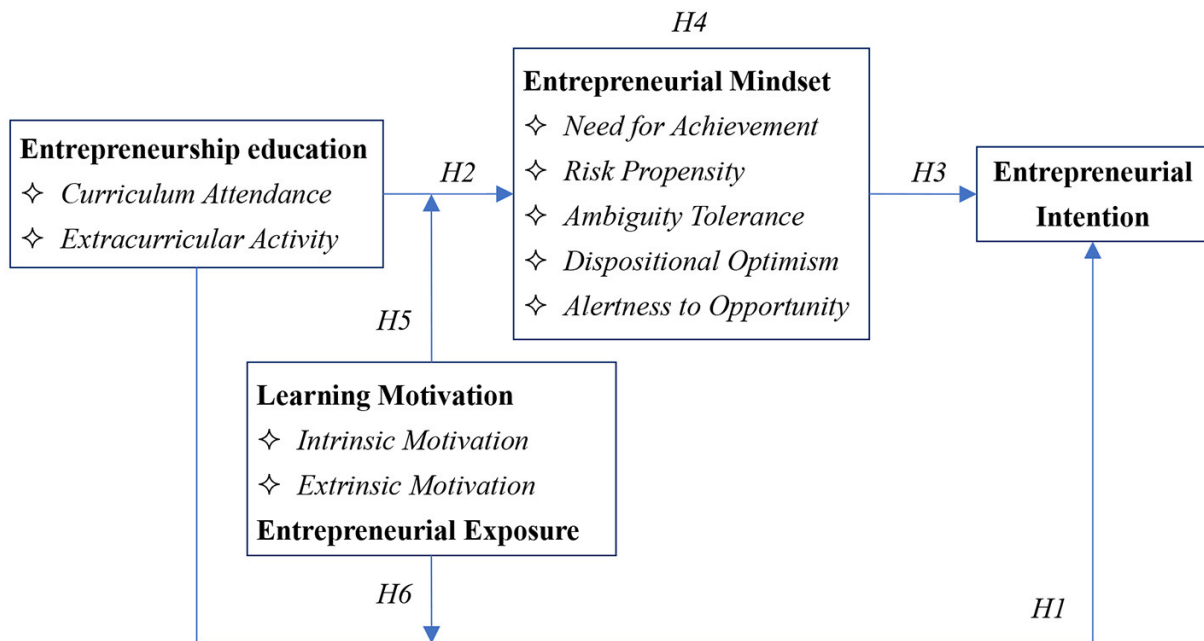 H4
Entrepreneurial Mindset
✧ Need for Achievement
✧ Risk Propensity
✧ Ambiguity Tolerance
✧ Dispositional Optimism
✧ Alertness to Opportunity
Entrepreneurship education
✧ Curriculum Attendance
✧ Extracurricular Activity
H2
H3
Entrepreneurial
Intention
H5
Learning Motivation
✧ Intrinsic Motivation
✧ Extrinsic Motivation
Entrepreneurial Exposure
H6
H1